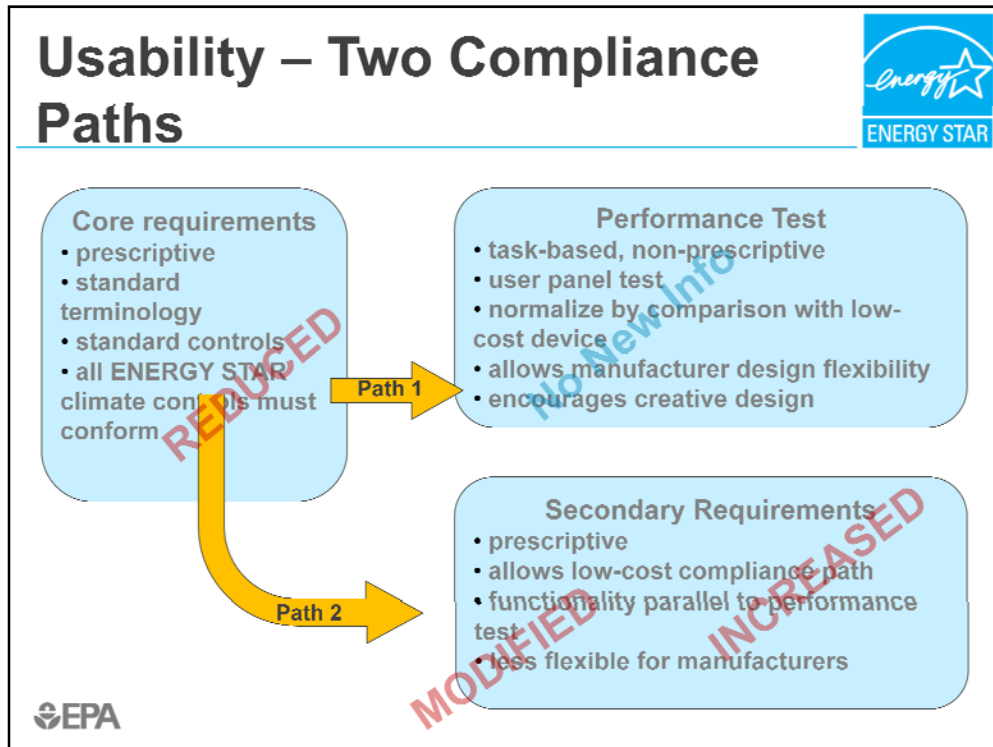 Usability – Two Compliance
Paths
energy
ENERGY STAR
Core requirements
• prescriptive
• standard
terminology
• standard controls
• all ENERGY STAR
climate controls must
conform
REDUCED
Path 1
Performance Test
• task-based, non-prescriptive
• user panel test
• normalize by comparison with low-
cost device
• allows manufacturer design flexibility
• encourages creative design
No New Info
Path 2
Secondary Requirements
• prescriptive
• allows low-cost compliance path
• functionality parallel to performance
test
• less flexible for manufacturers
MODIFIED
INCREASED
EPA